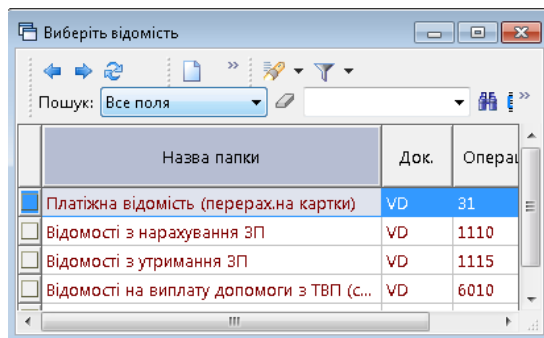 Виберіть відомість
»
Пошук: Все поля »
Назва папки Док. Операц
Платіжна відомість (перерах.на картки) VD 31
Відомості з нарахування ЗП VD 1110
Відомості з утримання ЗП VD 1115
Відомості на виплату допомоги з ТВП (с... VD 6010